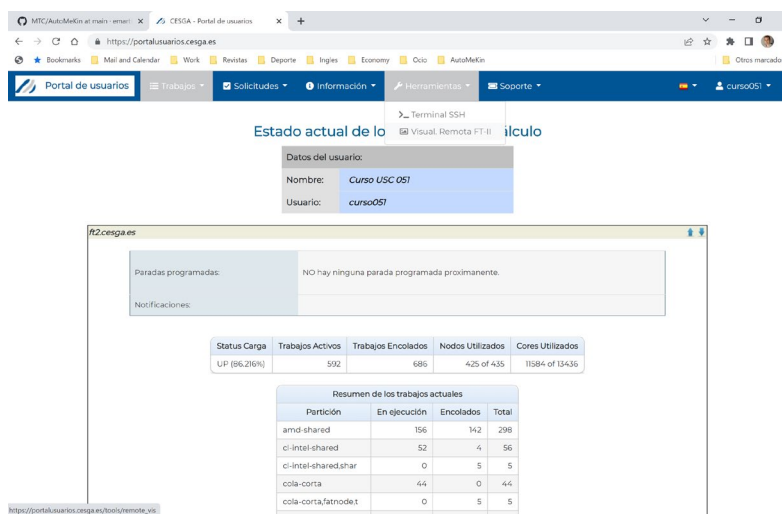 MTC/AutoMeKin at main · emart
CESGA - Portal de usuarios
https://portalusuarios.cesga.es
Bookmarks Mail and Calendar Work Revistas Deporte Ingles Economy Ocio AutoMeKin Otros marcado
Portal de usuarios Trabajos Solicitudes Información Herramientas Soporte curso051
Terminal SSH
Visual. Remota FT-II
Estado actual de lo álculo
Datos del usuario:
Nombre: Curso USC 051
Usuario: curso051
ft2.cesga.es
Paradas programadas: NO hay ninguna parada programada proximanente.
Notificaciones:
Status Carga Trabajos Activos Trabajos Encolados Nodos Utilizados Cores Utilizados
UP (86.216%) 592 686 425 of 435 11584 of 13436
Resumen de los trabajos actuales
Partición En ejecución Encolados Total
amd-shared 156 142 298
cl-intel-shared 52 4 56
cl-intel-shared,shar 0 5 5
cola-corta 44 0 44
cola-corta,fatnode,t 0 5 5
https://portalusuarios.cesga.es/tools/remote_vis